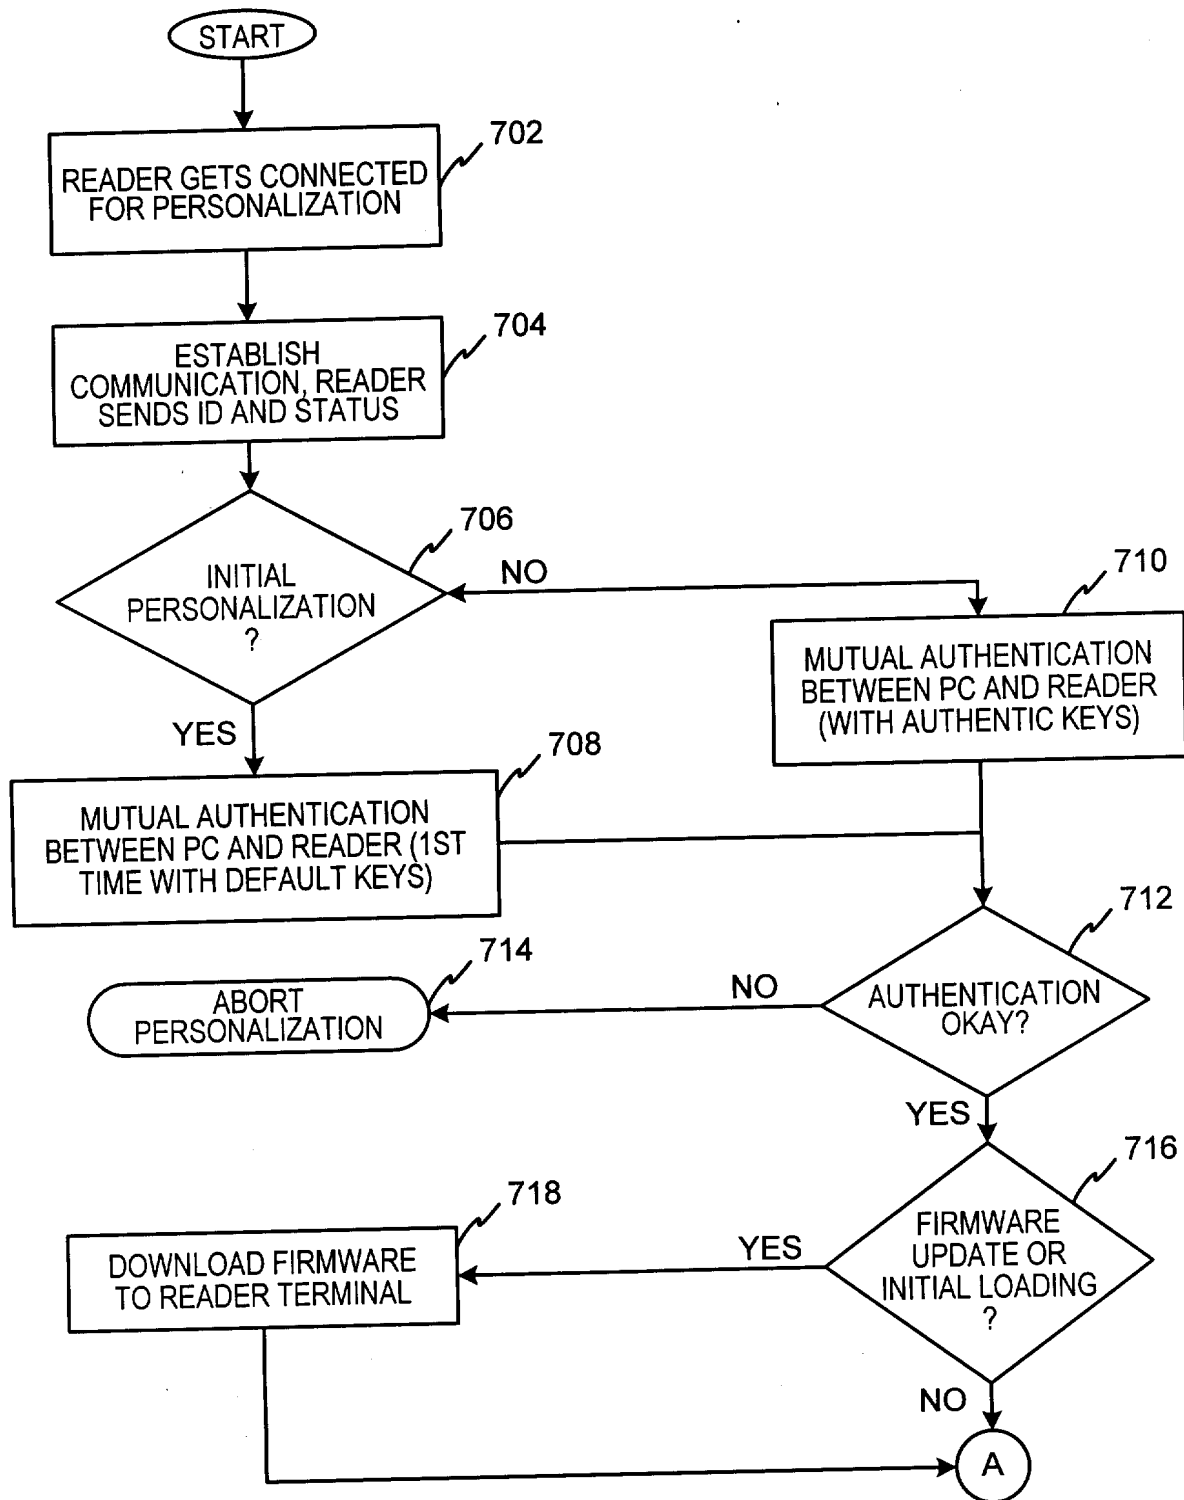 START
702
READER GETS CONNECTED
FOR PERSONALIZATION
704
ESTABLISH
COMMUNICATION, READER
SENDS ID AND STATUS
706
INITIAL
PERSONALIZATION
?
NO
710
MUTUAL AUTHENTICATION
BETWEEN PC AND READER
(WITH AUTHENTIC KEYS)
YES
708
MUTUAL AUTHENTICATION
BETWEEN PC AND READER (1ST
TIME WITH DEFAULT KEYS)
712
AUTHENTICATION
OKAY?
NO
714
ABORT
PERSONALIZATION
YES
716
FIRMWARE
UPDATE OR
INITIAL LOADING
?
YES
718
DOWNLOAD FIRMWARE
TO READER TERMINAL
NO
A